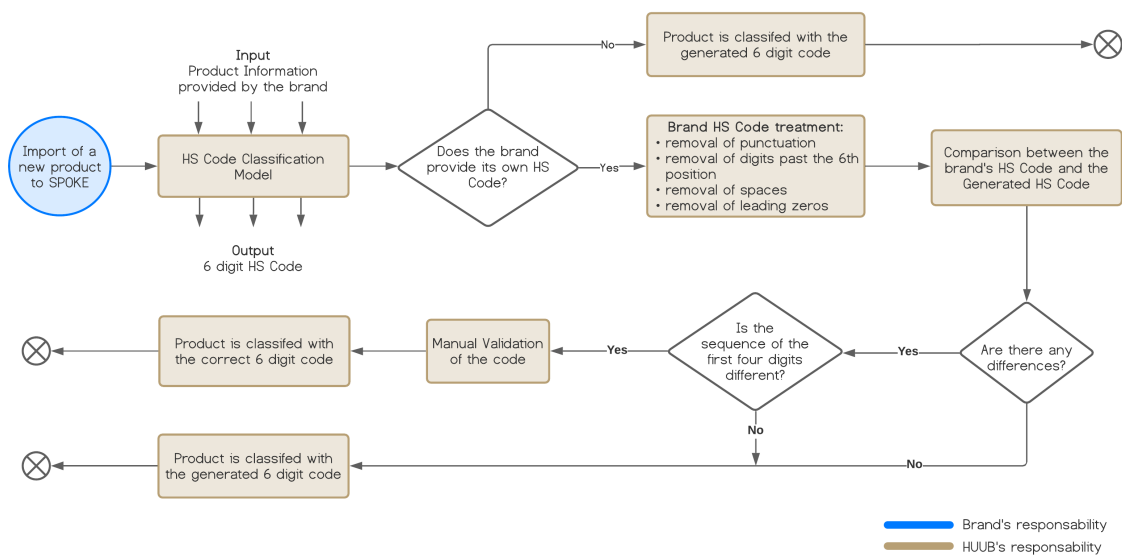 Import of a
new product
to SPOKE
Input
Product Information
provided by the brand
HS Code Classification
Model
Output
6 digit HS Code
Does the brand
provide its own HS
Code?
No
Product is classifed with the
generated 6 digit code
Yes
Brand HS Code treatment:
• removal of punctuation
• removal of digits past the 6th
position
• removal of spaces
• removal of leading zeros
Comparison between the
brand's HS Code and the
Generated HS Code
Are there any
differences?
Yes
Is the
sequence of the
first four digits
different?
Yes
Manual Validation
of the code
Product is classifed with
the correct 6 digit code
No
No
Product is classifed with
the generated 6 digit code
Brand's responsability
HUUB's responsability